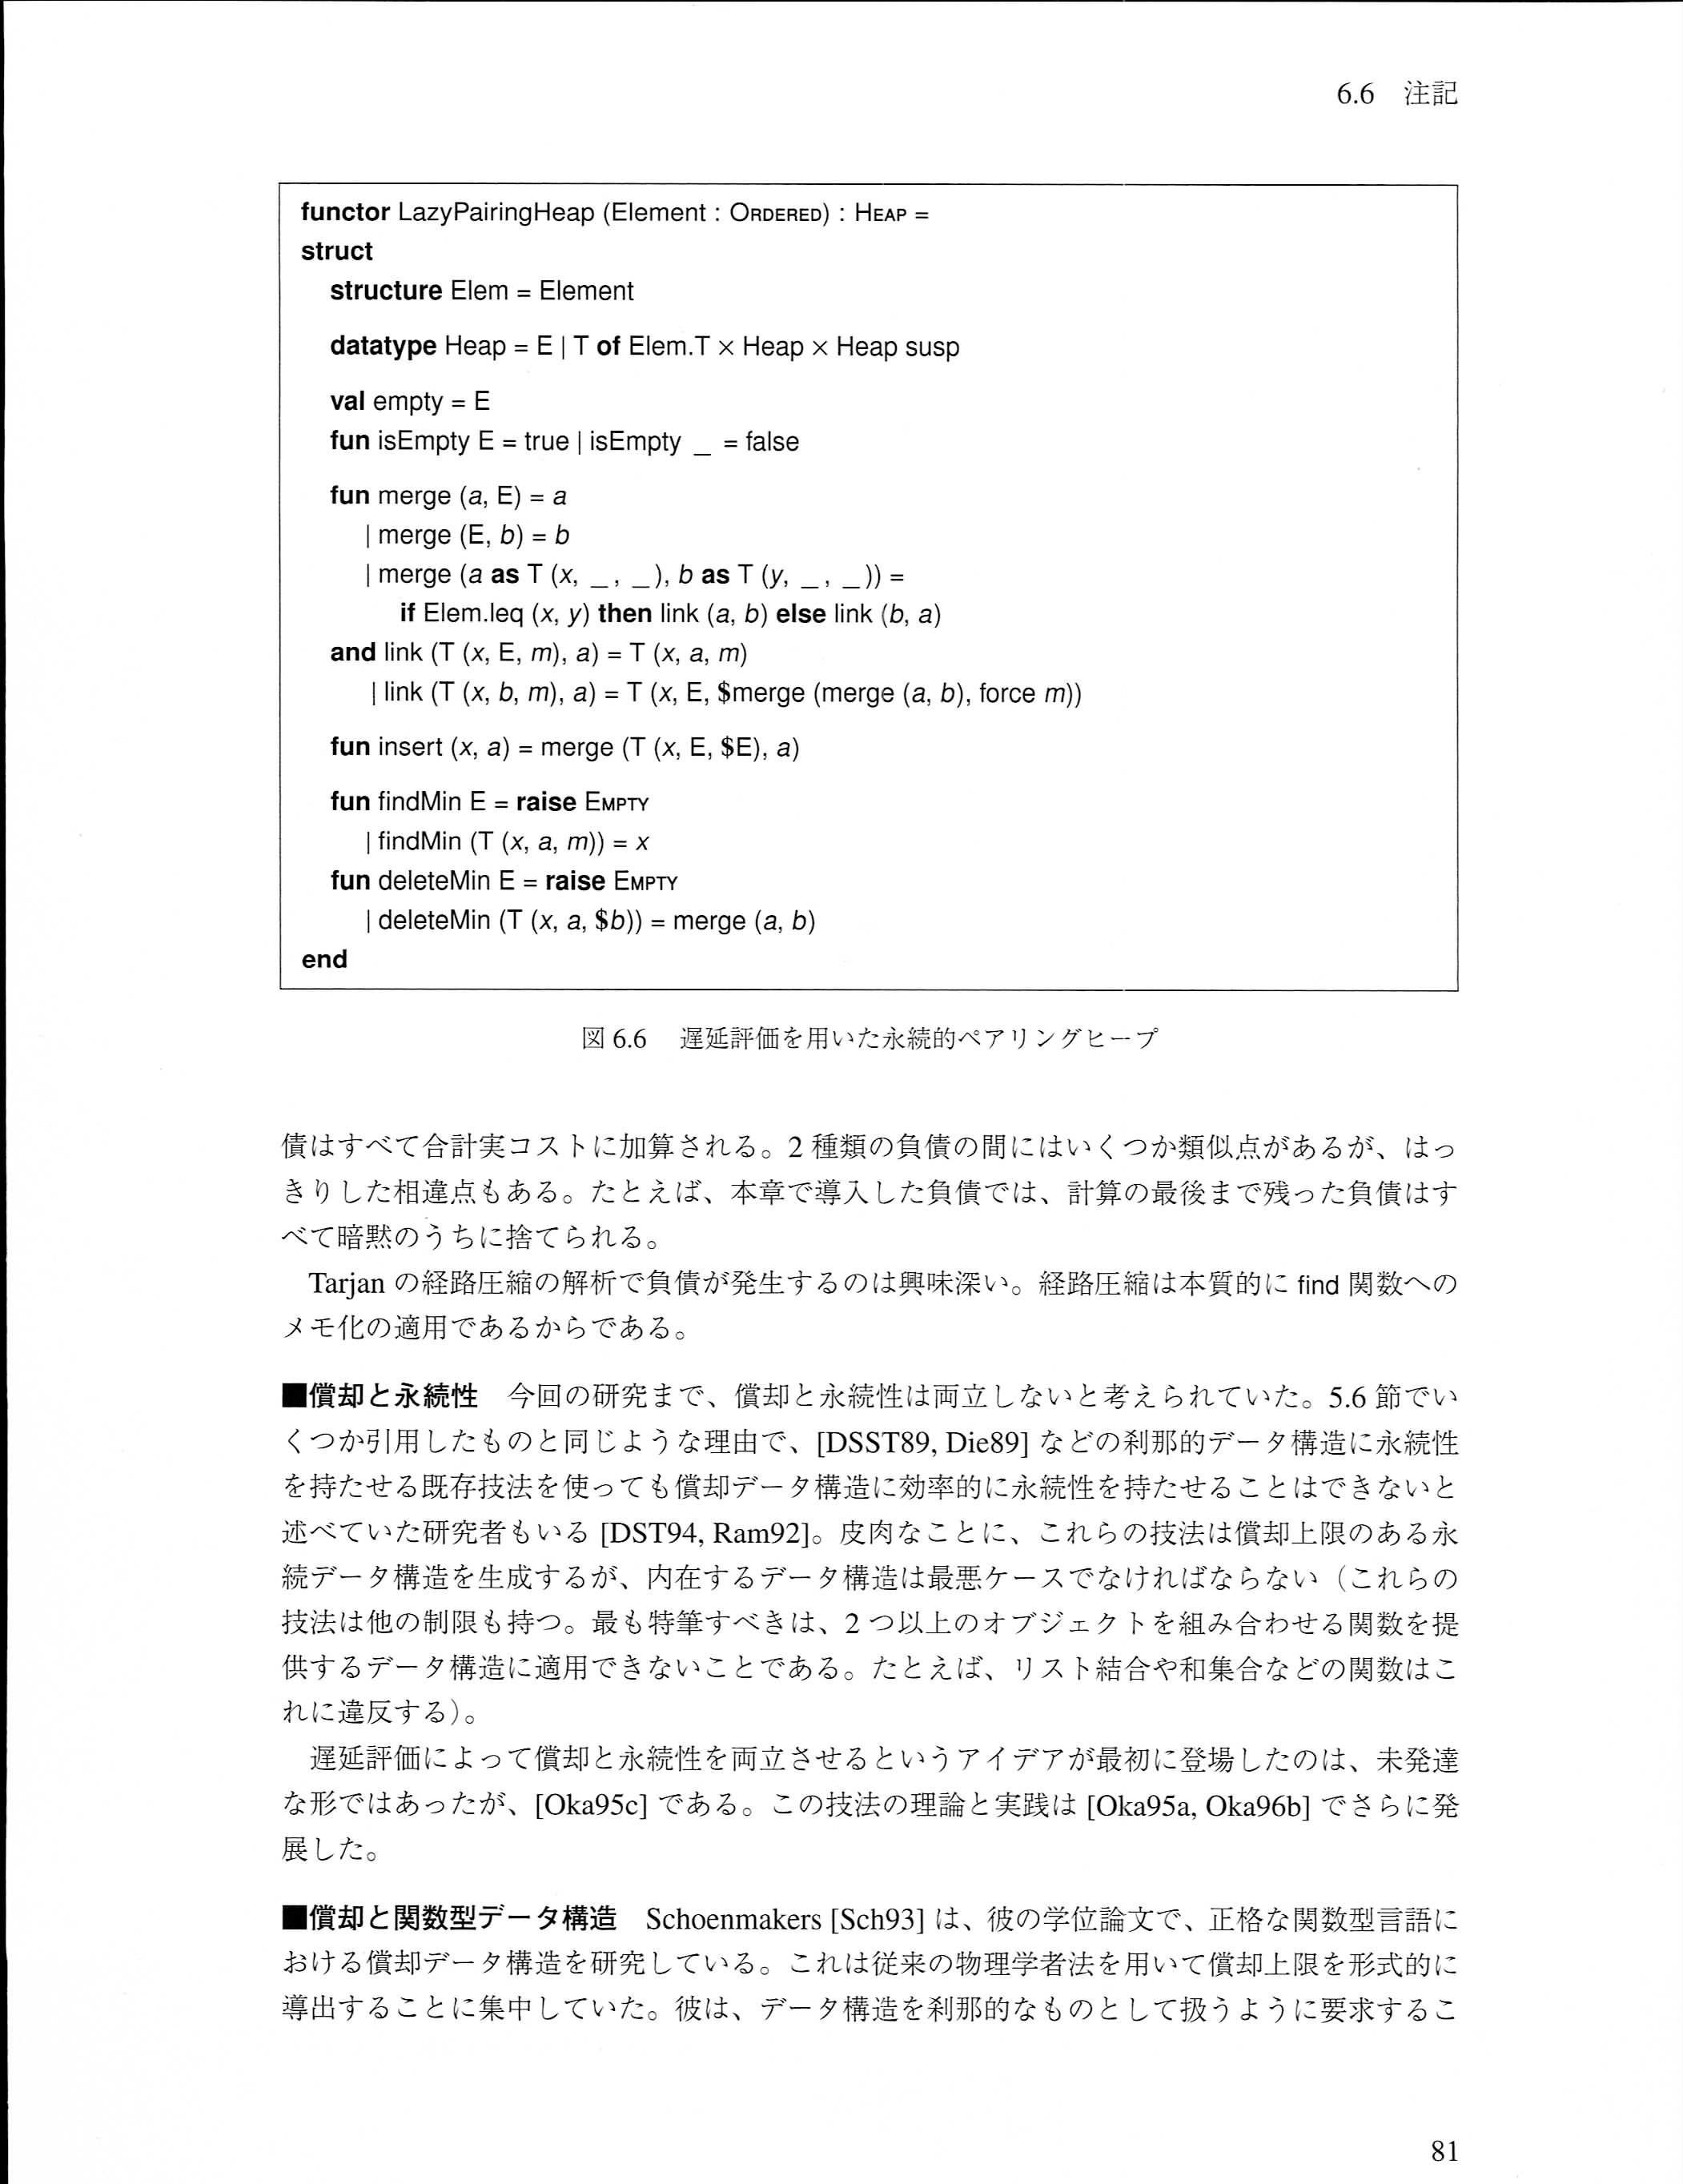 6.6 注記
functor LazyPairingHeap (Element : ORDERED) : HEAP =
struct
structure Elem = Element
datatype Heap = E | T of Elem.T × Heap × Heap susp
val empty = E
fun isEmpty E = true | isEmpty _ = false
fun merge (a, E) = a
| merge (E, b) = b
| merge (a as T (x, _ , _ ), b as T (y, _ , _ )) =
if Elem.leq (x, y) then link (a, b) else link (b, a)
and link (T (x, E, m), a) = T (x, a, m)
| link (T (x, b, m), a) = T (x, E, $merge (merge (a, b), force m))
fun insert (x, a) = merge (T (x, E, $E), a)
fun findMin E = raise EMPTY
| findMin (T (x, a, m)) = x
fun deleteMin E = raise EMPTY
| deleteMin (T (x, a, $b)) = merge (a, b)
end
図 6.6 遅延評価を用いた永続的ペアリングヒープ
債はすべて合計実コストに加算される。2 種類の負債の間にはいくつか類似点があるが、はっ
きりした相違点もある。たとえば、本章で導入した負債では、計算の最後まで残った負債はす
べて暗黙のうちに捨てられる。
Tarjan の経路圧縮の解析で負債が発生するのは興味深い。経路圧縮は本質的に find 関数への
メモ化の適用であるからである。
■償却と永続性 今回の研究まで、償却と永続性は両立しないと考えられていた。5.6 節でい
くつか引用したものと同じような理由で、[DSST89, Die89] などの刹那的データ構造に永続性
を持たせる既存技法を使っても償却データ構造に効率的に永続性を持たせることはできないと
述べていた研究者もいる [DST94, Ram92]。皮肉なことに、これらの技法は償却上限のある永
続データ構造を生成するが、内在するデータ構造は最悪ケースでなければならない（これらの
技法は他の制限も持つ。最も特筆すべきは、2 つ以上のオブジェクトを組み合わせる関数を提
供するデータ構造に適用できないことである。たとえば、リスト結合や和集合などの関数はこ
れに違反する）。
遅延評価によって償却と永続性を両立させるというアイデアが最初に登場したのは、未発達
な形ではあったが、[Oka95c] である。この技法の理論と実践は [Oka95a, Oka96b] でさらに発
展した。
■償却と関数型データ構造 Schoenmakers [Sch93] は、彼の学位論文で、正格な関数型言語に
おける償却データ構造を研究している。これは従来の物理学者法を用いて償却上限を形式的に
導出することに集中していた。彼は、データ構造を刹那的なものとして扱うように要求するこ
81